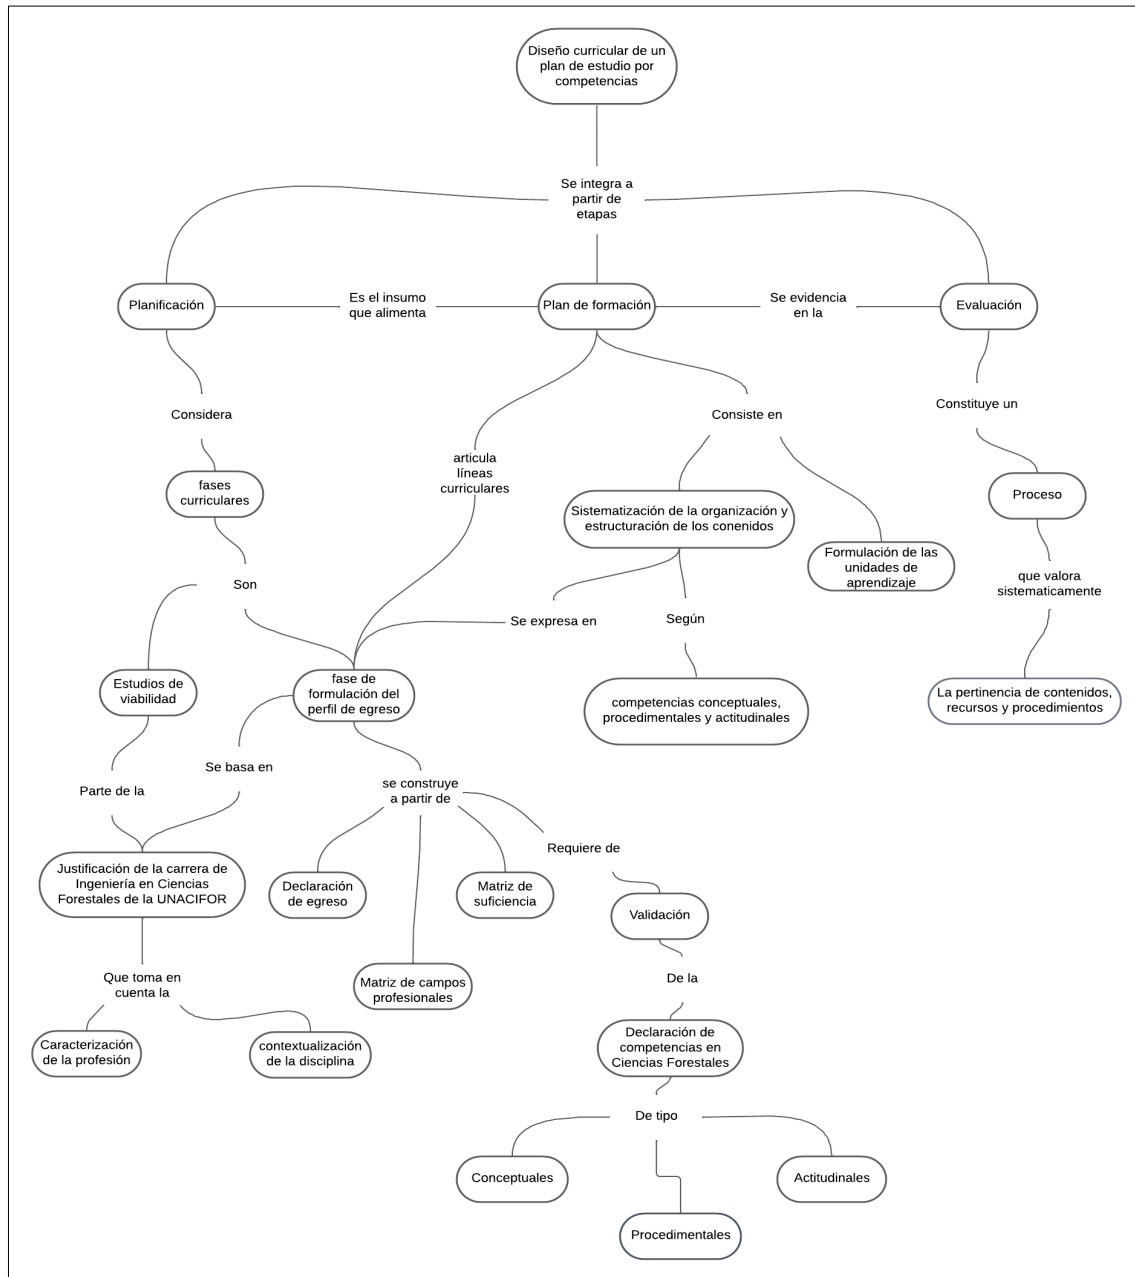 Diseño curricular de un
plan de estudio por
competencias
Se integra a
partir de
etapas
Planificación
Es el insumo
que alimenta
Plan de formación
Se evidencia
en la
Evaluación
Considera
Consiste en
Constituye un
articula
líneas
curriculares
fases
curriculares
Sistematización de la organización y
estructuración de los conenidos
Proceso
Formulación de las
unidades de
aprendizaje
Son
que valora
sistematicamente
Se expresa en
Según
Estudios de
viabilidad
fase de
formulación del
perfil de egreso
competencias conceptuales,
procedimentales y actitudinales
La pertinencia de contenidos,
recursos y procedimientos
Se basa en
Parte de la
se construye
a partir de
Requiere de
Justificación de la carrera de
Ingeniería en Ciencias
Forestales de la UNACIFOR
Declaración
de egreso
Matriz de
suficiencia
Validación
Que toma en
cuenta la
Matriz de campos
profesionales
De la
Caracterización
de la profesión
contextualización
de la disciplina
Declaración de
competencias en
Ciencias Forestales
De tipo
Conceptuales
Actitudinales
Procedimentales